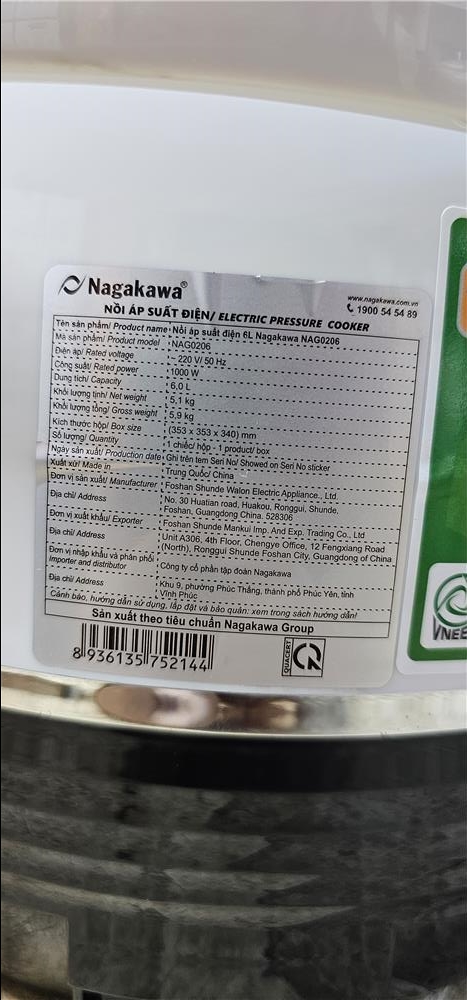 Nagakawa®
www.nagakawa.com.vn
1900 54 54 89
NỒI ÁP SUẤT ĐIỆN/ ELECTRIC PRESSURE COOKER
Tên sản phẩm/ Product name Nồi áp suất điện 6L Nagakawa NAG0206
Mã sản phẩm/ Product model NAG0206
Điện áp/ Rated voltage ~ 220 V/ 50 Hz
Công suất/ Rated power 1000 W
Dung tích/ Capacity 6,0 L
Khối lượng tịnh/ Net weight 5,1 kg
Khối lượng tổng/ Gross weight 5,9 kg
Kích thước hộp/ Box size (353 x 353 x 340) mm
Số lượng/ Quantity 1 chiếc/ hộp - 1 product/ box
Ngày sản xuất/ Production date Ghi trên tem Seri No/ Showed on Seri No sticker
Xuất xứ/ Made in Trung Quốc/ China
Đơn vị sản xuất/ Manufacturer Foshan Shunde Walon Electric Appliance., Ltd,
Địa chỉ/ Address No. 30 Huatian road, Huakou, Ronggui, Shunde,
Foshan, Guangdong China. 528306
Đơn vị xuất khẩu/ Exporter Foshan Shunde Mankui Imp. And Exp. Trading Co., Ltd
Địa chỉ/ Address Unit A306, 4th Floor, Chengye Office, 12 Fengxiang Road
(North), Ronggui Shunde Foshan City, Guangdong of China
Đơn vị nhập khẩu và phân phối
Importer and distributor Công ty cổ phần tập đoàn Nagakawa
Địa chỉ/ Address Khu 9, phường Phúc Thắng, thành phố Phúc Yên, tỉnh
Vĩnh Phúc
Cảnh báo, hướng dẫn sử dụng, lắp đặt và bảo quản: xem trong sách hướng dẫn/
Sản xuất theo tiêu chuẩn Nagakawa Group
8 936135 752144
QUACERT